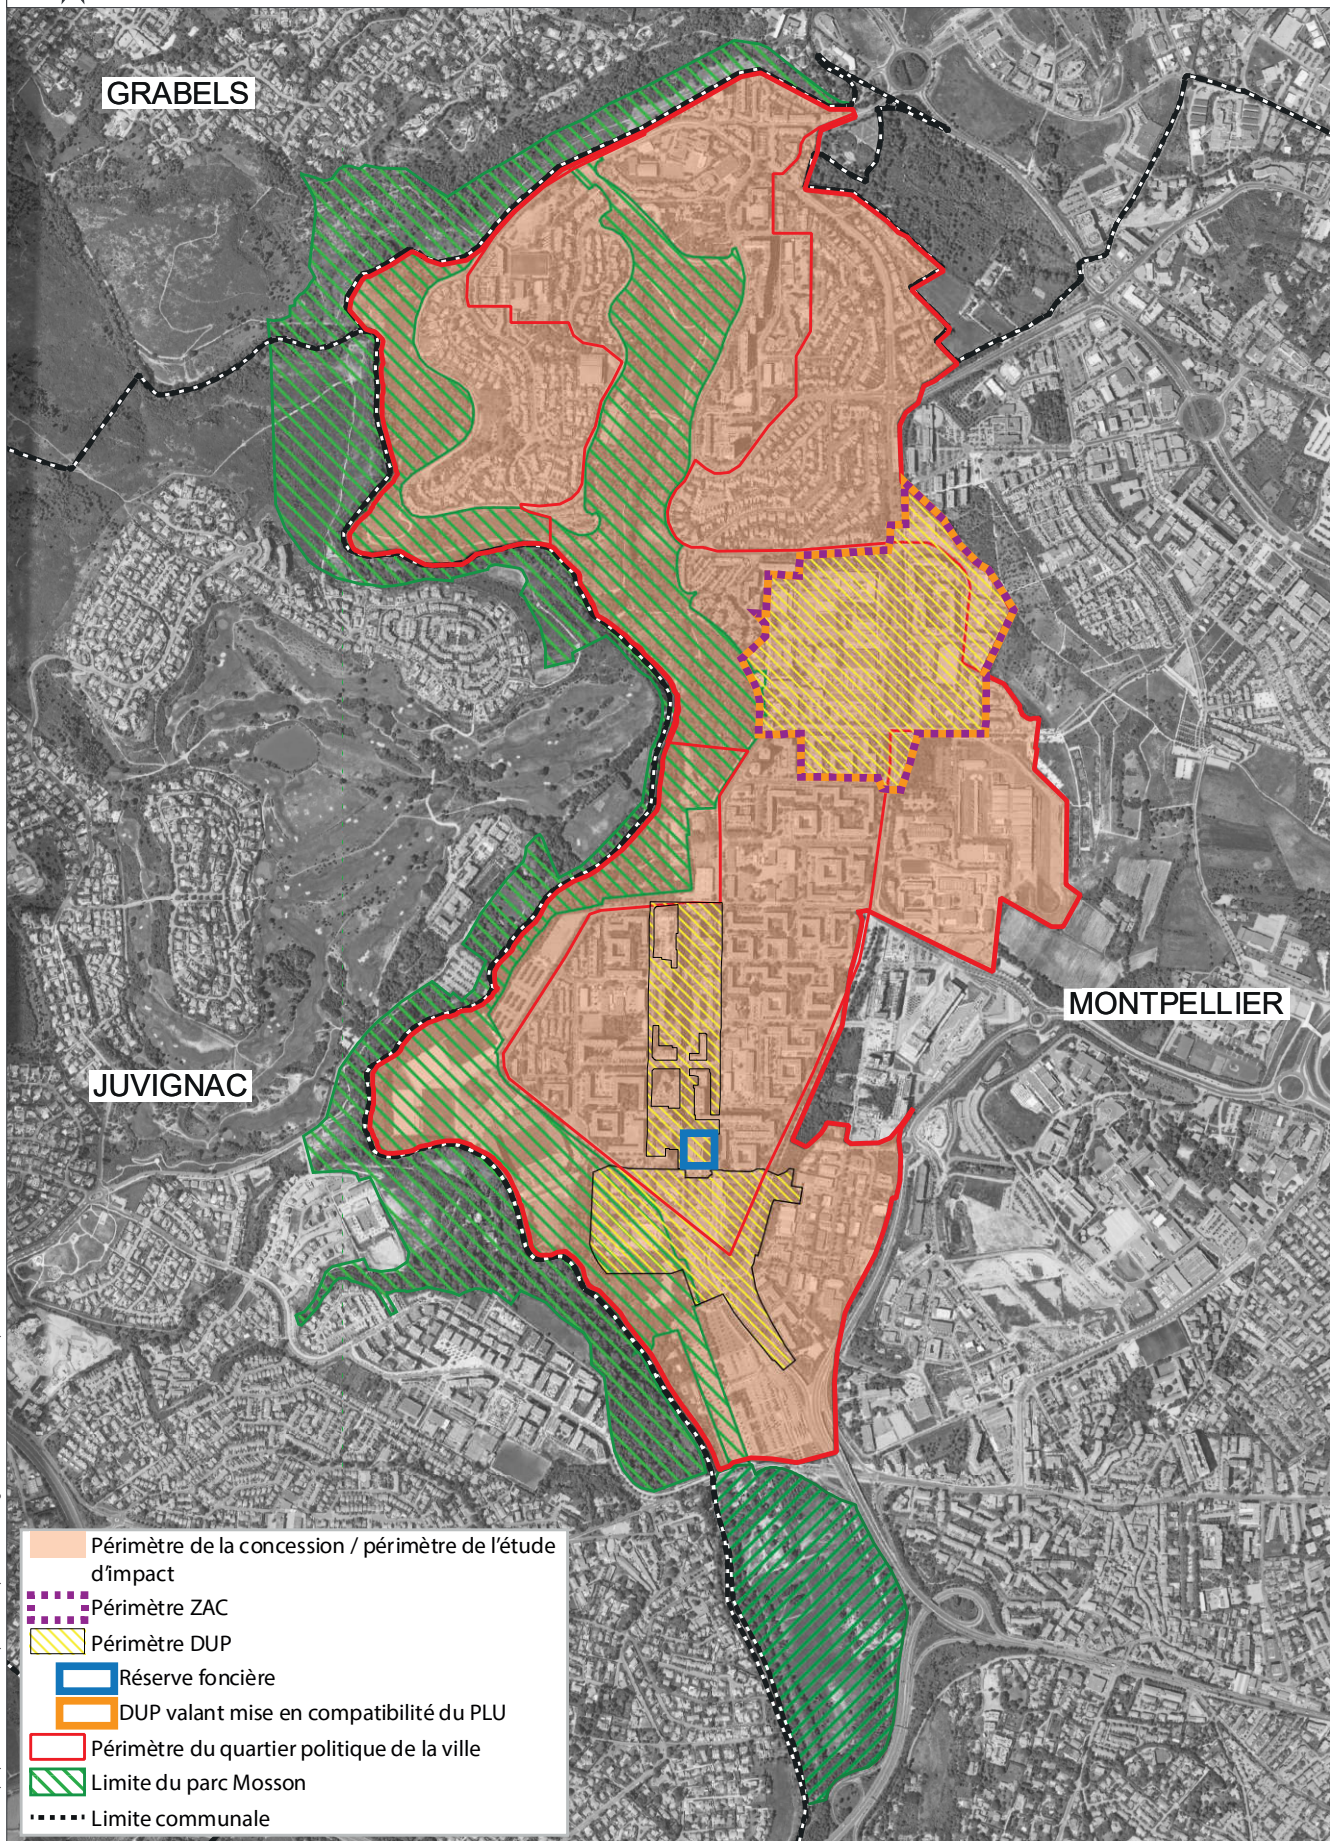 GRABELS
MONTPELLIER
JUVIGNAC
Périmètre de la concession / périmètre de l'étude
d'impact
Périmètre ZAC
Périmètre DUP
Réserve foncière
DUP valant mise en compatibilité du PLU
Périmètre du quartier politique de la ville
Limite du parc Mosson
Limite communale